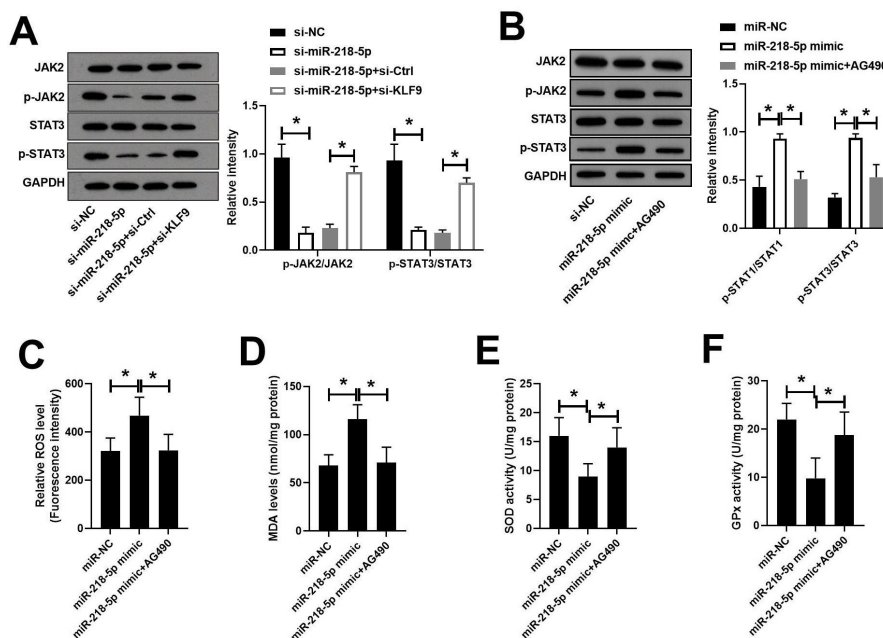 A
JAK2
p-JAK2
STAT3
p-STAT3
GAPDH
si-NC
si-miR-218-5p
si-miR-218-5p+si-Ctrl
si-miR-218-5p+si-KLF9
si-NC
si-miR-218-5p
si-miR-218-5p+si-Ctrl
si-miR-218-5p+si-KLF9
Relative Intensity
1.5
1.0
0.5
0.0
* * * *
p-JAK2/JAK2
p-STAT3/STAT3
B
JAK2
p-JAK2
STAT3
p-STAT3
GAPDH
si-NC
miR-218-5p mimic
miR-218-5p mimc+AG490
miR-NC
miR-218-5p mimic
miR-218-5p mimic+AG490
Relative Intensity
1.0
0.5
0.0
* * * *
p-STAT1/STAT1
p-STAT3/STAT3
C
Relative ROS level
(Fluorescence intensity)
600
400
200
0
* *
miR-NC
miR-218-5p mimic
miR-218-5p mimic+AG490
D
MDA levels (nmol/mg protein)
150
100
50
0
* *
miR-NC
miR-218-5p mimic
miR-218-5p mimic+AG490
E
SOD activity (U/mg protein)
25
20
15
10
5
0
* *
miR-NC
miR-218-5p mimic
miR-218-5p mimic+AG490
F
GPx activity (U/mg protein)
30
20
10
0
* *
miR-NC
miR-218-5p mimic
miR-218-5p mimic+AG490